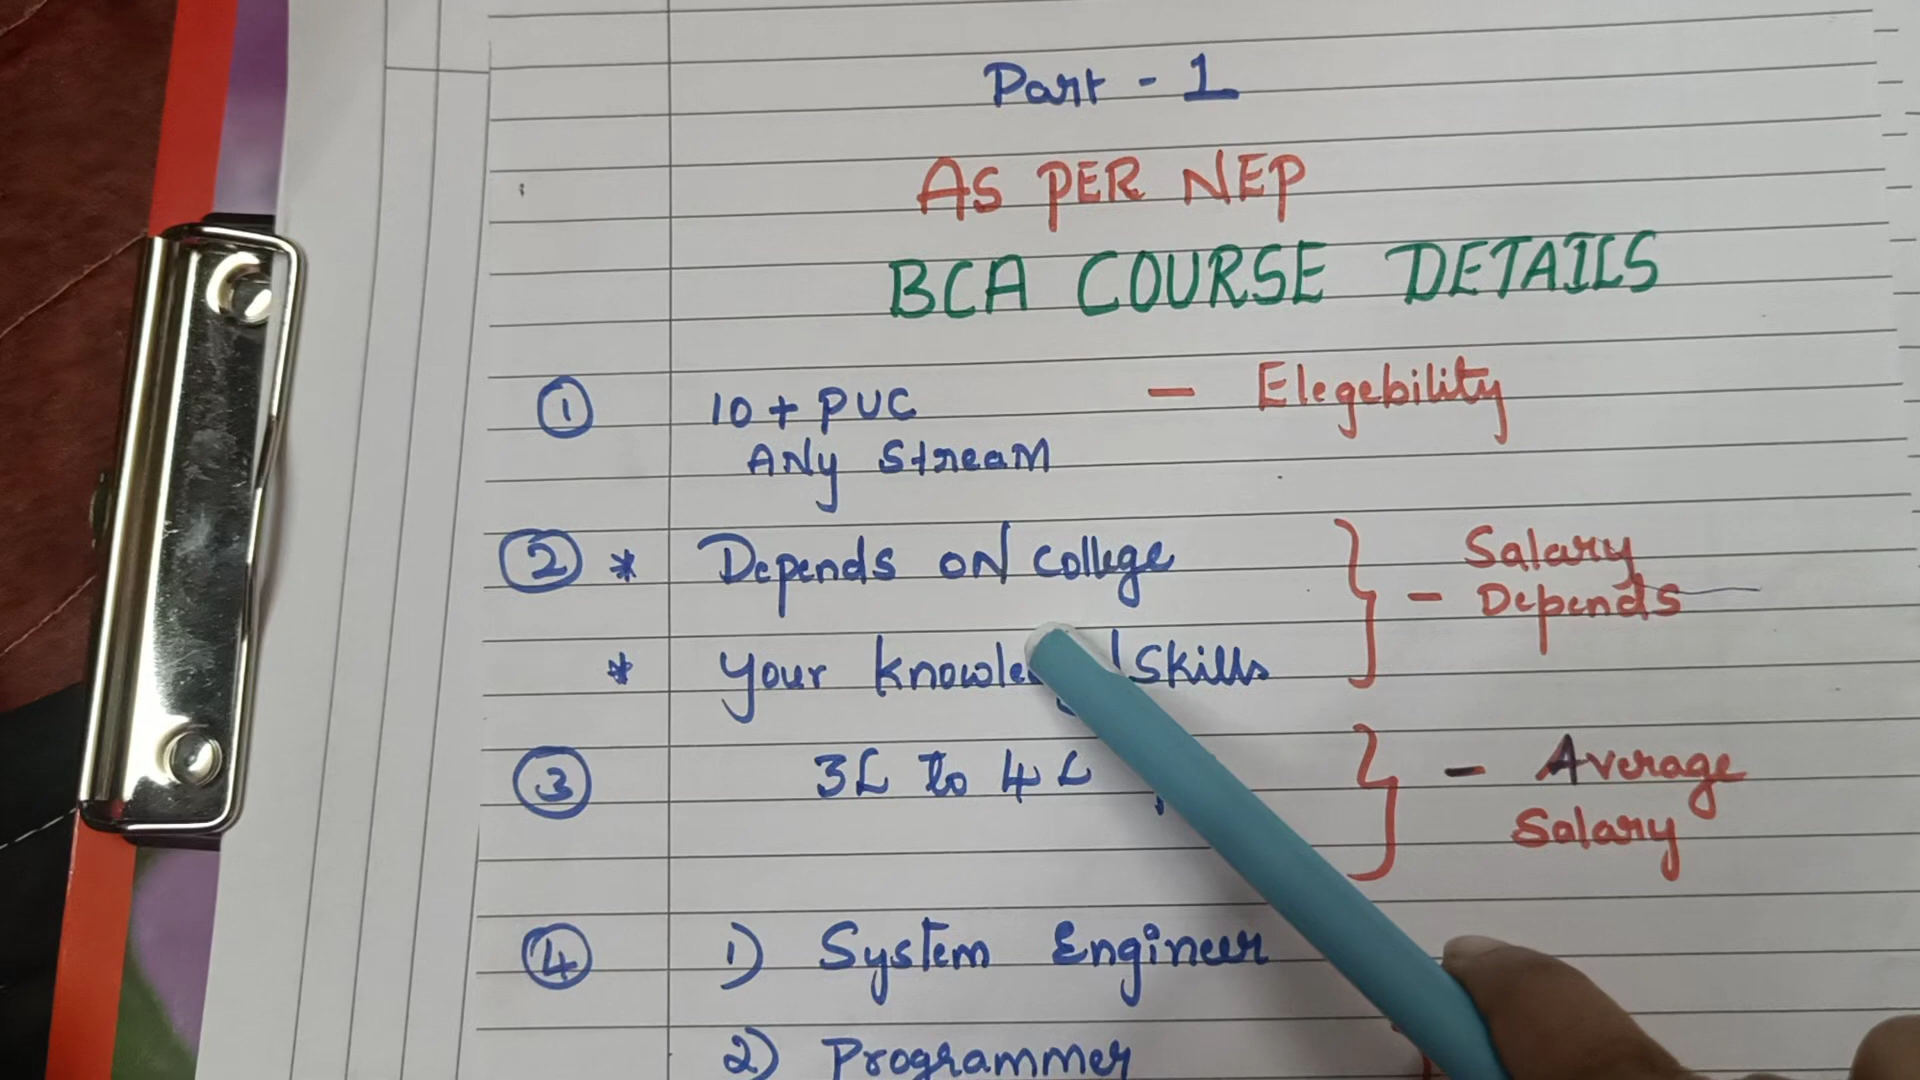 Part - 1
AS PER NEP
BCA COURSE DETAILS
① 10 + PUC - Elegebility
ANy StreaM
② * Depends oN college } - Salary Depends
* your Skills
③ 3L to 4L } - Average Salary
④ 1) System Engineer
2) Programmer